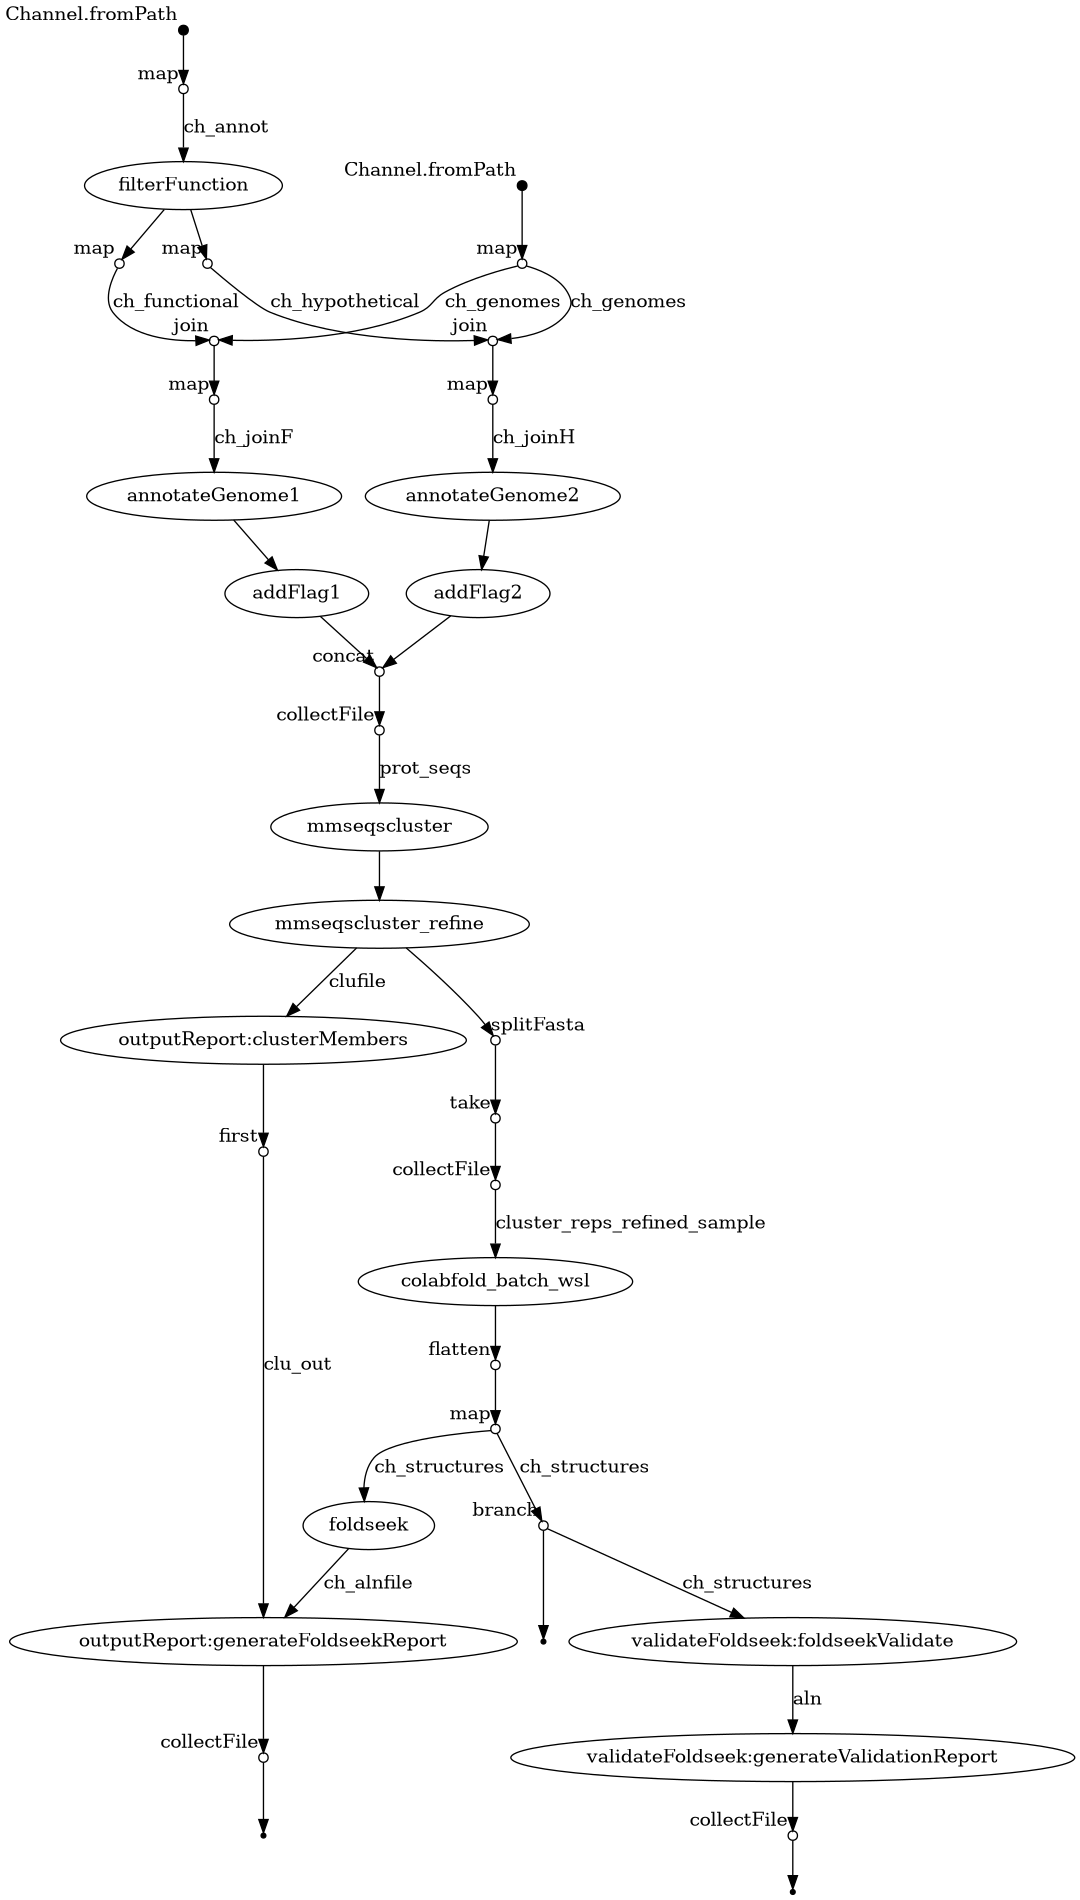 Channel.fromPath
map
ch_annot
Channel.fromPath
filterFunction
map
map
map
ch_functional
ch_hypothetical
ch_genomes
ch_genomes
join
join
map
map
ch_joinF
ch_joinH
annotateGenome1
annotateGenome2
addFlag1
addFlag2
concat
collectFile
prot_seqs
mmseqscluster
mmseqscluster_refine
clufile
splitFasta
outputReport:clusterMembers
take
first
collectFile
cluster_reps_refined_sample
colabfold_batch_wsl
flatten
clu_out
map
ch_structures
ch_structures
branch
foldseek
ch_alnfile
ch_structures
outputReport:generateFoldseekReport
validateFoldseek:foldseekValidate
aln
collectFile
validateFoldseek:generateValidationReport
collectFile